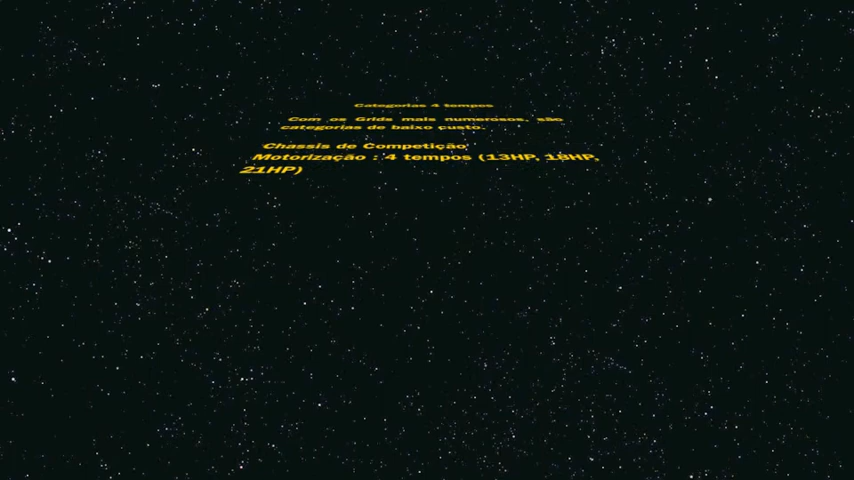 Categorias 4 tempos
Com os Grids mais numerosos, são
categorias de baixo custo.
Chassis de Competição
Motorização : 4 tempos (13HP, 18HP,
21HP)